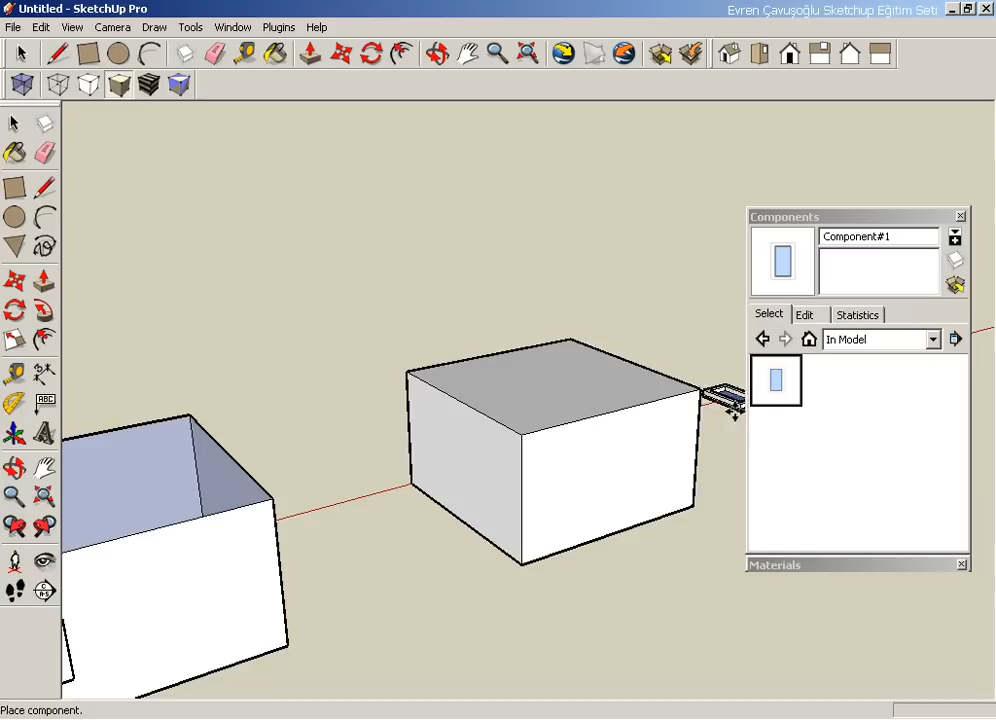 Untitled - SketchUp Pro
Evren Çavuşoğlu Sketchup Eğitim Seti
File Edit View Camera Draw Tools Window Plugins Help
Components
Component#1
Select Edit Statistics
In Model
Materials
ABC
A
Place component.